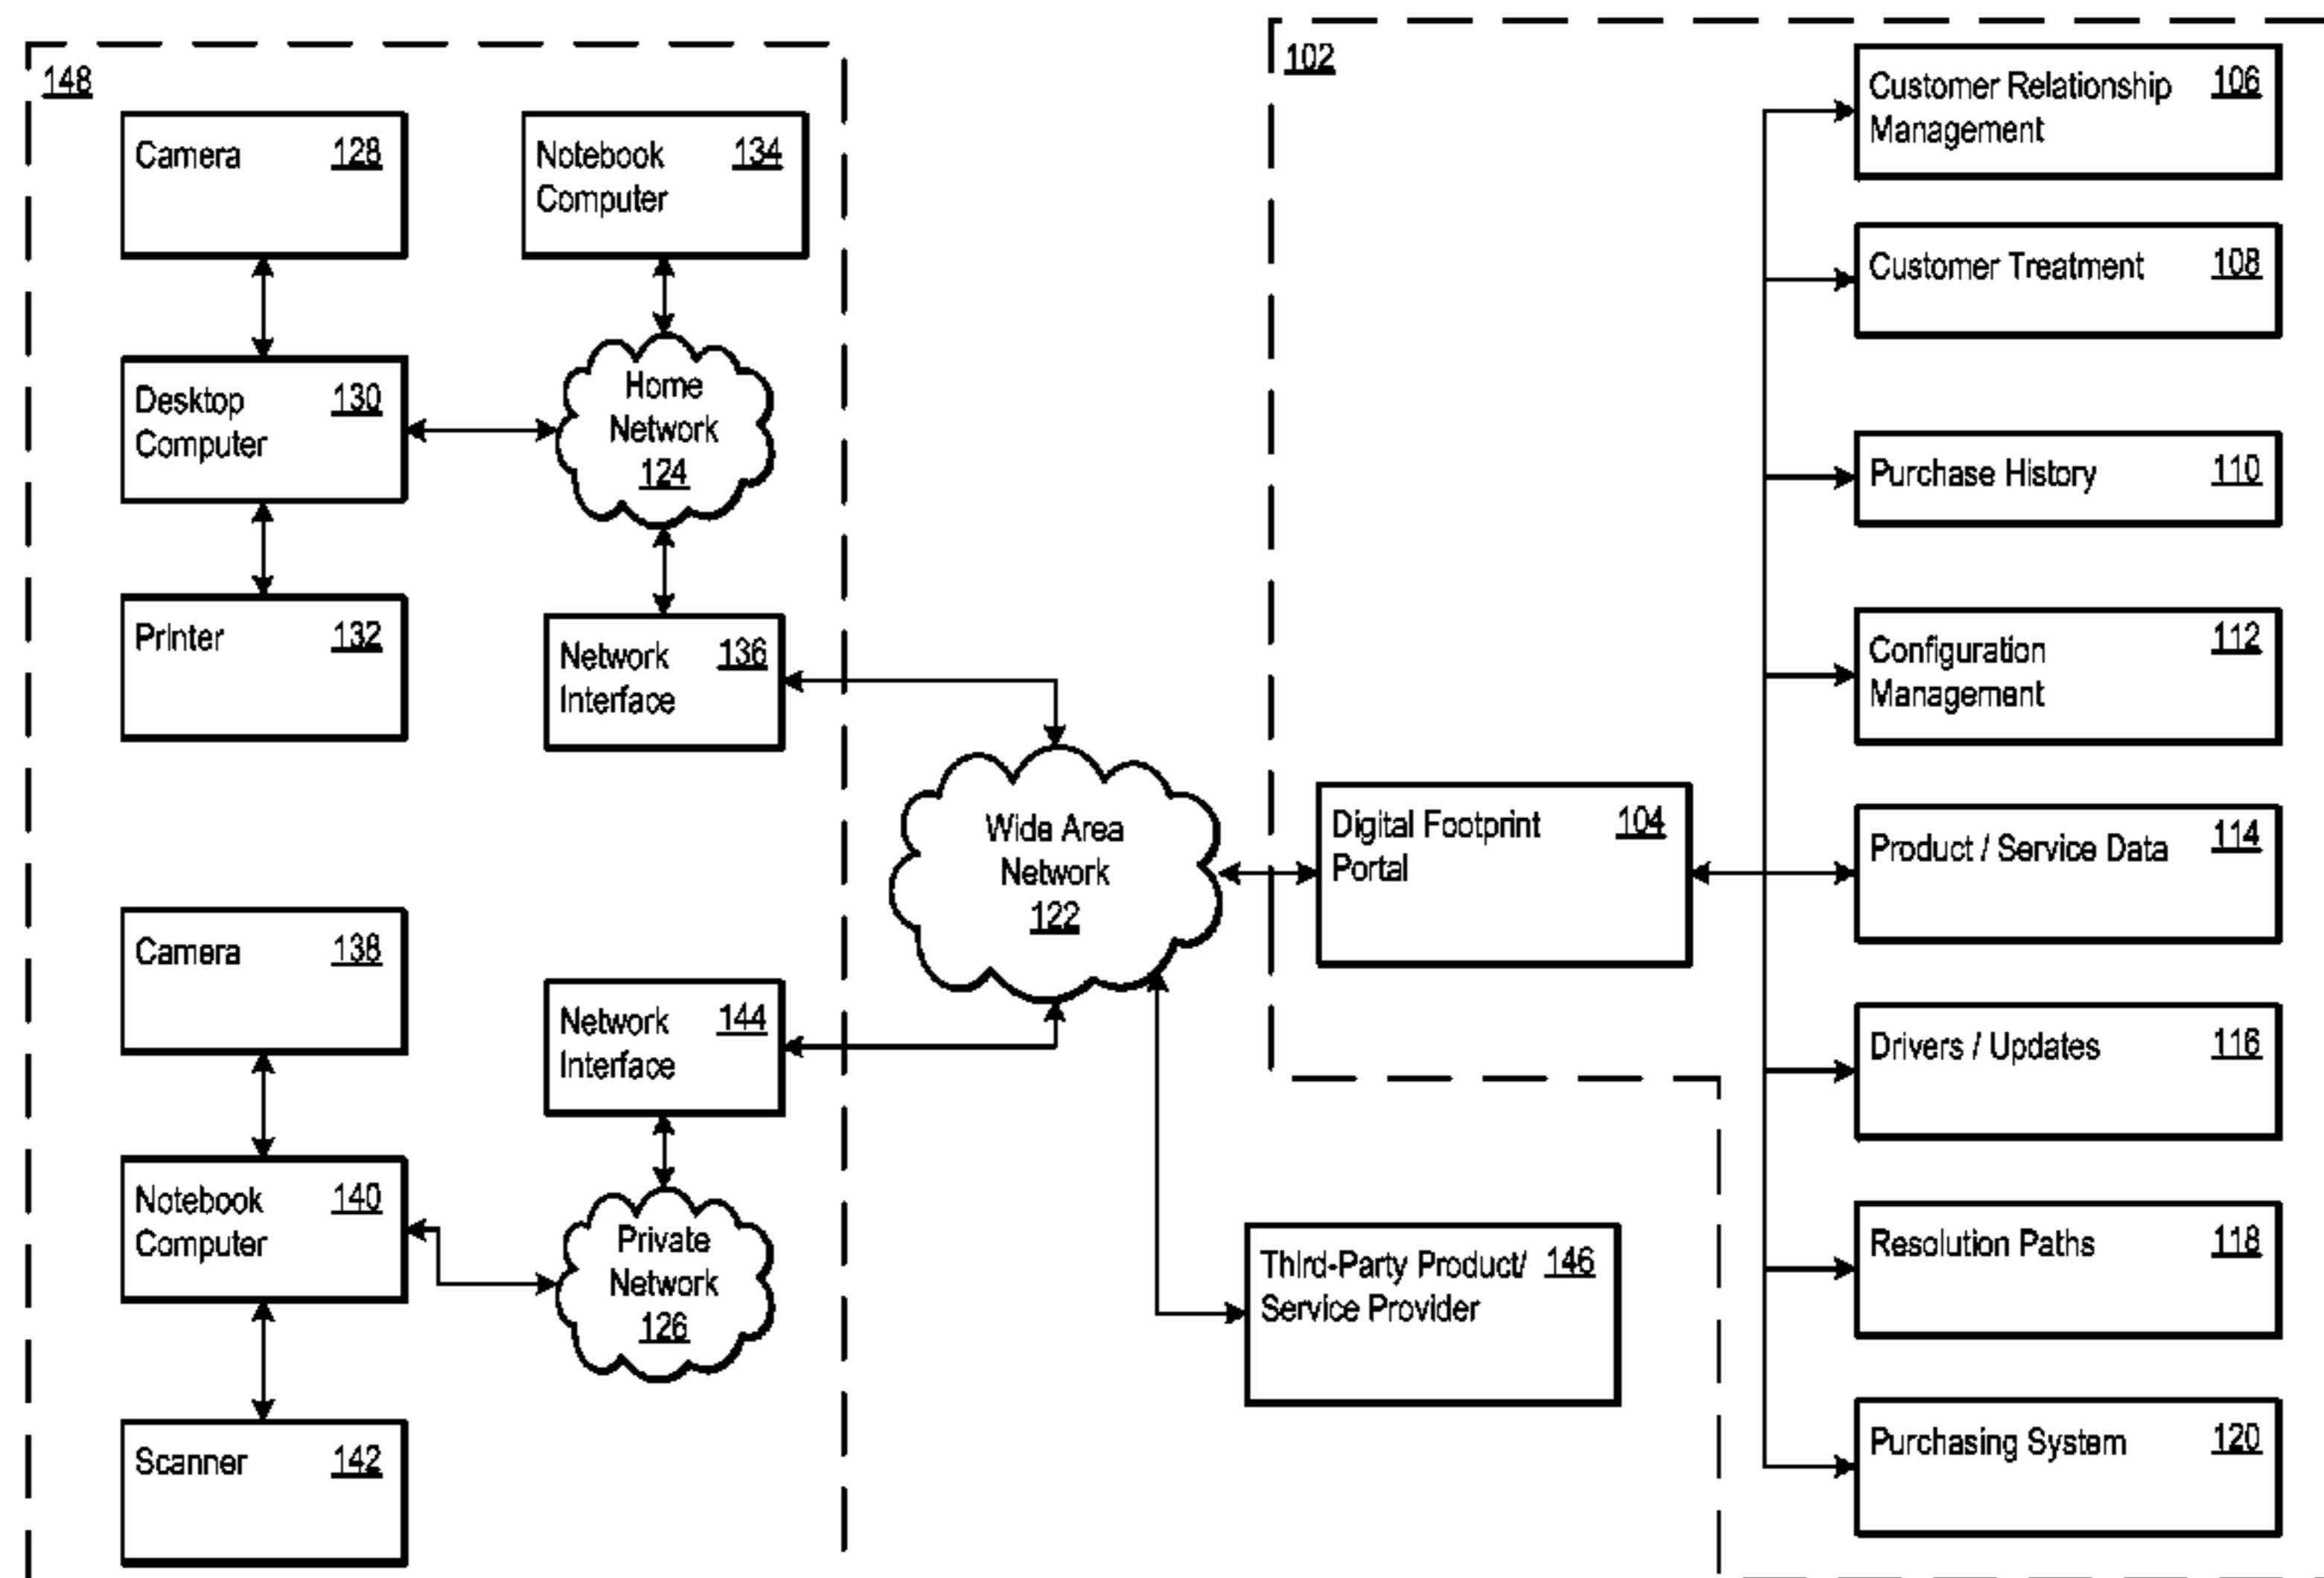 148
Camera 128
Notebook 134
Computer
Desktop 130
Computer
Home
Network
124
Printer 132
Network 136
Interface
Camera 138
Network 144
Interface
Notebook 140
Computer
Private
Network
126
Scanner 142
Wide Area
Network
122
102
Digital Footprint 104
Portal
Third-Party Product/ 146
Service Provider
Customer Relationship 106
Management
Customer Treatment 108
Purchase History 110
Configuration 112
Management
Product / Service Data 114
Drivers / Updates 116
Resolution Paths 118
Purchasing System 120